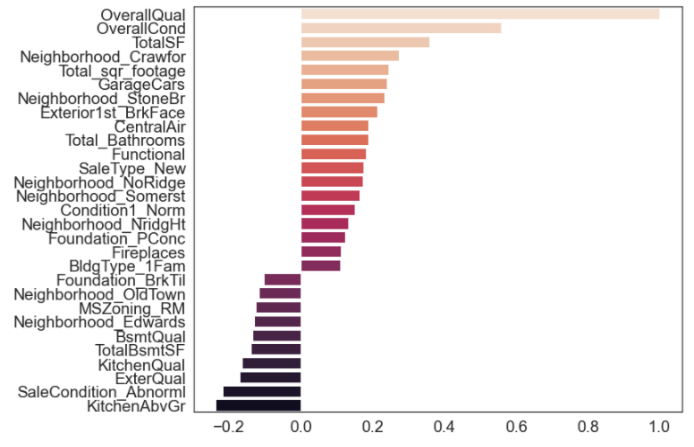 OverallQual
OverallCond
TotalSF
Neighborhood_Crawfor
Total_sqr_footage
GarageCars
Neighborhood_StoneBr
Exterior1st_BrkFace
CentralAir
Total_Bathrooms
Functional
SaleType_New
Neighborhood_NoRidge
Neighborhood_Somerst
Condition1_Norm
Neighborhood_NridgHt
Foundation_PConc
Fireplaces
BldgType_1Fam
Foundation_BrkTil
Neighborhood_OldTown
MSZoning_RM
Neighborhood_Edwards
BsmtQual
TotalBsmtSF
KitchenQual
ExterQual
SaleCondition_Abnorml
KitchenAbvGr
−0.2 0.0 0.2 0.4 0.6 0.8 1.0